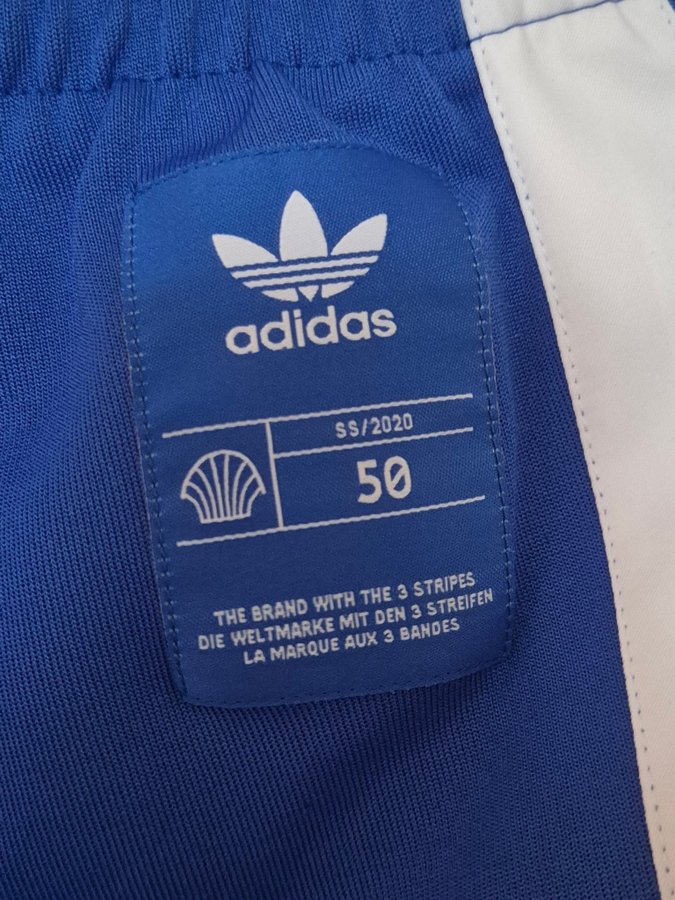 adidas
SS/2020
50
THE BRAND WITH THE 3 STRIPES
DIE WELTMARKE MIT DEN 3 STREIFEN
LA MARQUE AUX 3 BANDES